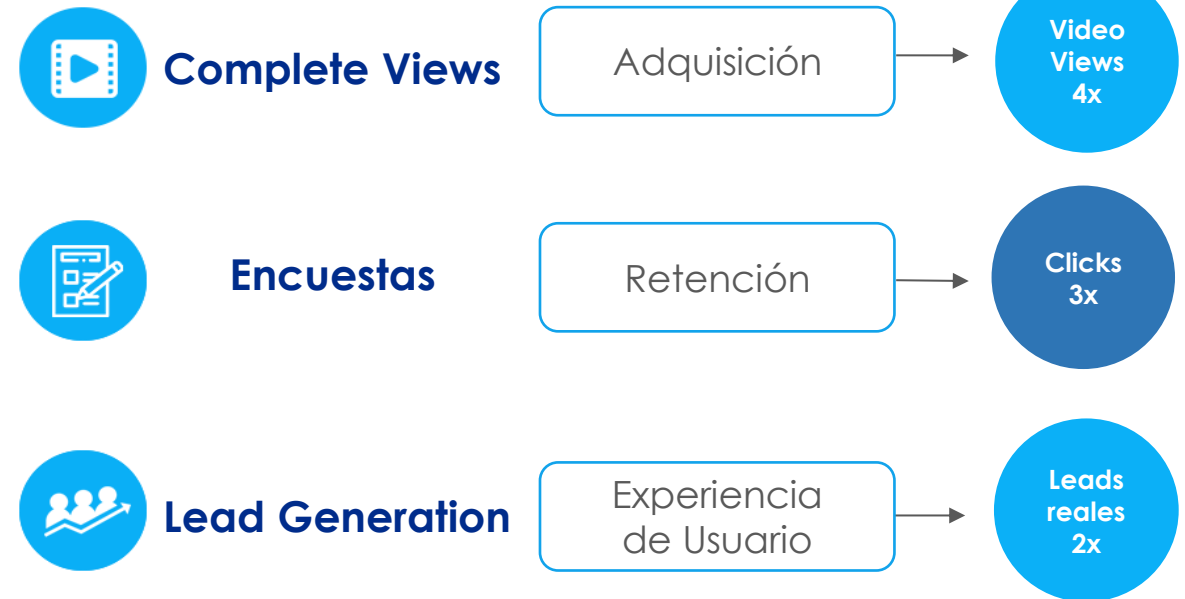 Complete Views
Adquisición
Video
Views
4x
Encuestas
Retención
Clicks
3x
Lead Generation
Experiencia
de Usuario
Leads
reales
2x